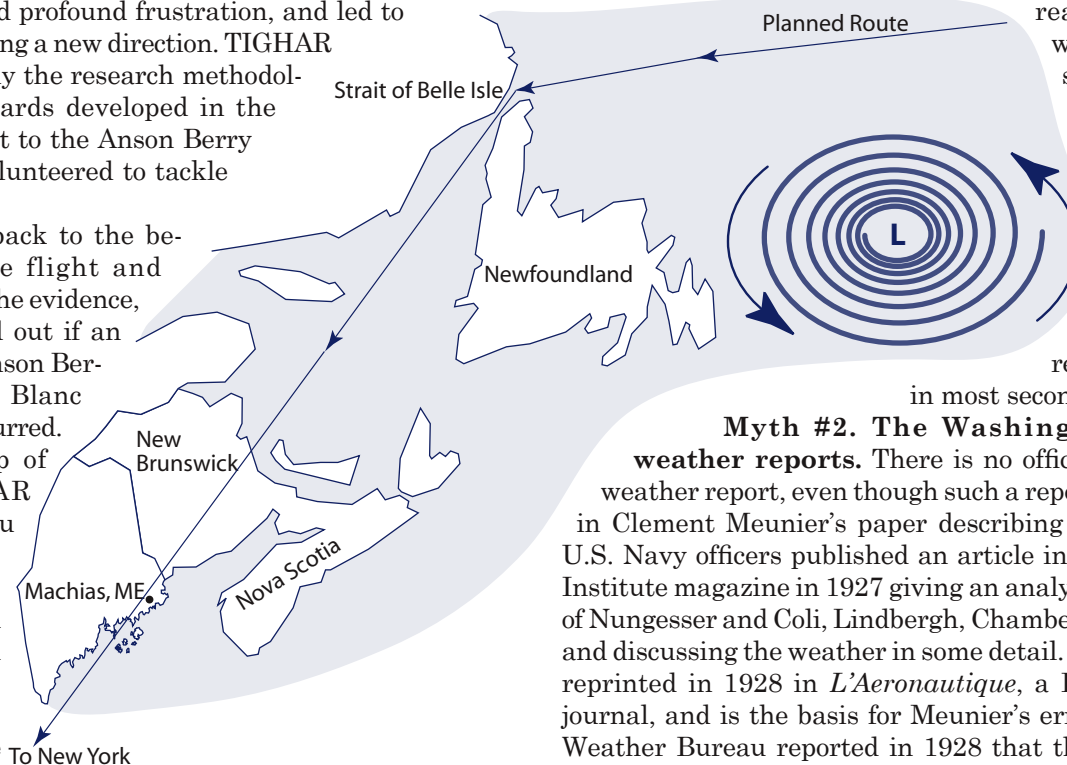 d profound frustration, and led to
ng a new direction. TIGHAR
y the research methodol-
ards developed in the
t to the Anson Berry
lunteered to tackle
back to the be-
e flight and
he evidence,
l out if an
nson Ber-
Blanc
urred.
p of
AR
u
Planned Route
Strait of Belle Isle
L
Newfoundland
New
Brunswick
Nova Scotia
Machias, ME
To New York
rea
w
s
re
in most secon
Myth #2. The Washing
weather reports. There is no offic
weather report, even though such a repo
in Clement Meunier's paper describing
U.S. Navy officers published an article in
Institute magazine in 1927 giving an analy
of Nungesser and Coli, Lindbergh, Chambe
and discussing the weather in some detail.
reprinted in 1928 in L'Aeronautique, a
journal, and is the basis for Meunier's err
Weather Bureau reported in 1928 that th